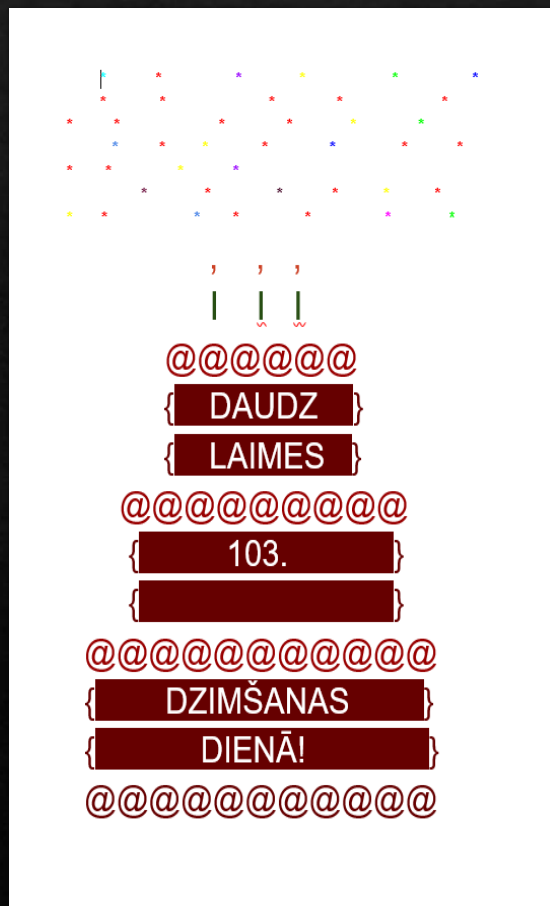 * * * * * *
* * * * *
* * * * * *
* * * * * * * *
* * * *
* * * * * *
* * * * * * *
, , ,
| | |
@@@@@@
{ DAUDZ }
{ LAIMES }
@@@@@@@@@
{ 103. }
{ }
@@@@@@@@@@@
{ DZIMŠANAS }
{ DIENĀ! }
@@@@@@@@@@@